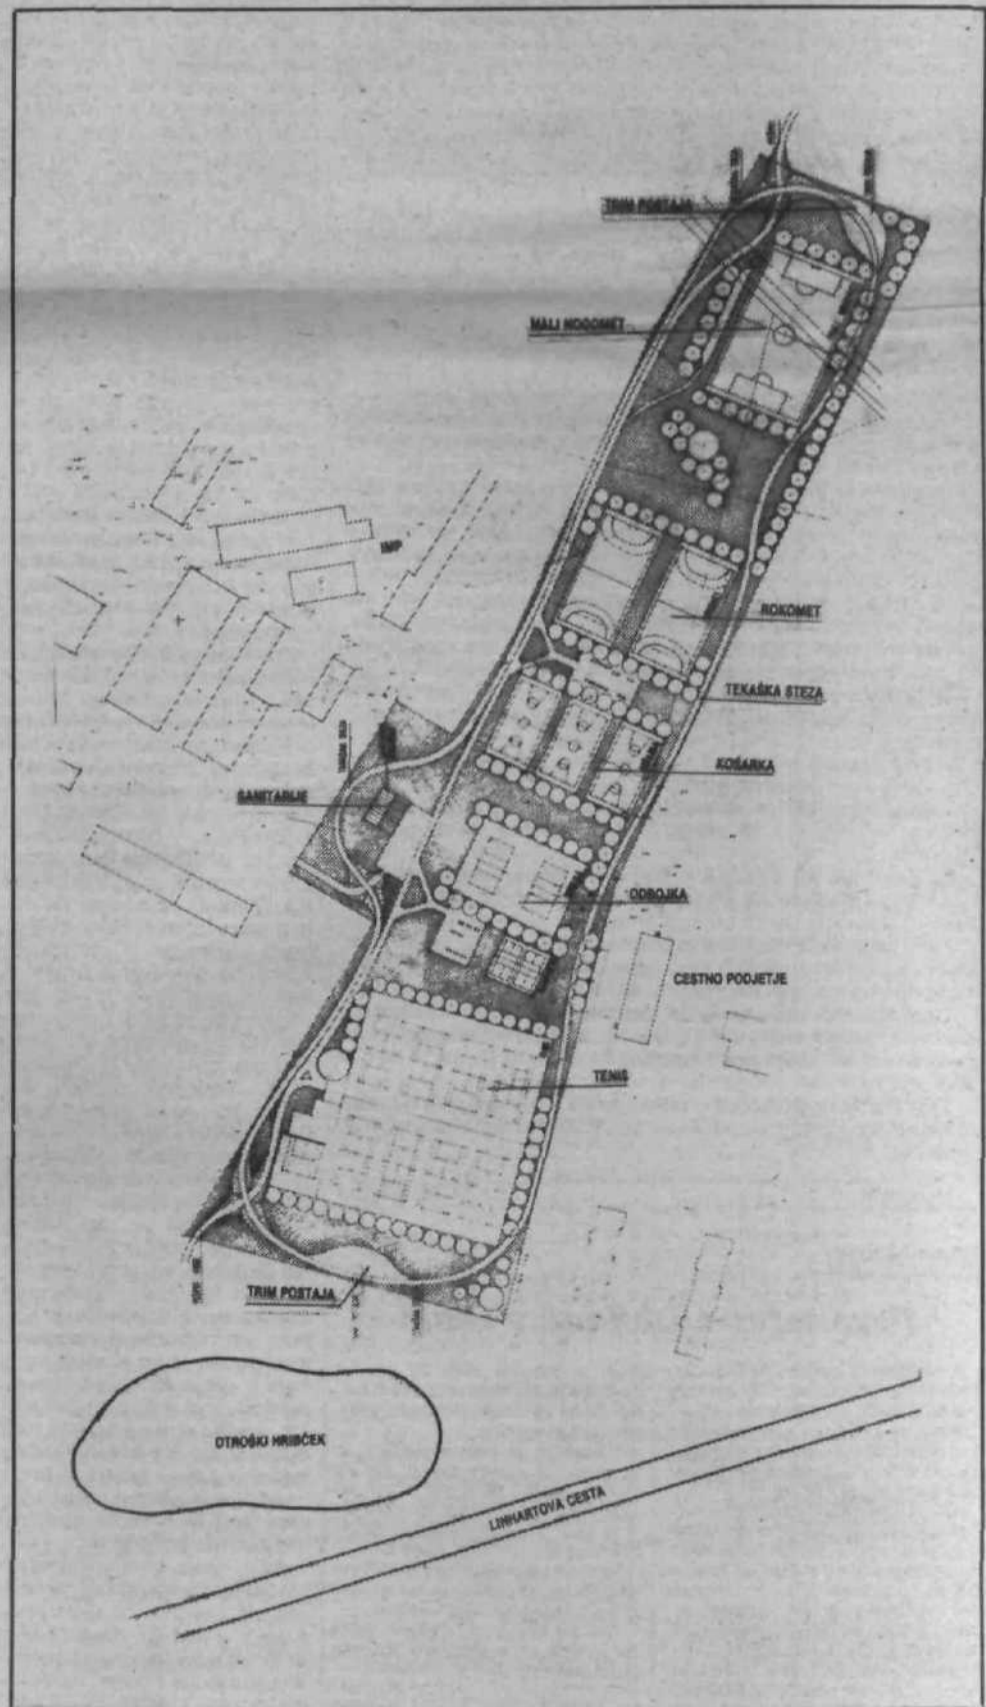 TRIM POSTAJA
MALI NOGOMET
IMP
ROKOMET
TEKAŠKA STEZA
KOŠARKA
SANITARIJE
ODBOJKA
CESTNO PODJETJE
TENIS
TRIM POSTAJA
OTROŠKI HRIBČEK
LINHARTOVA CESTA